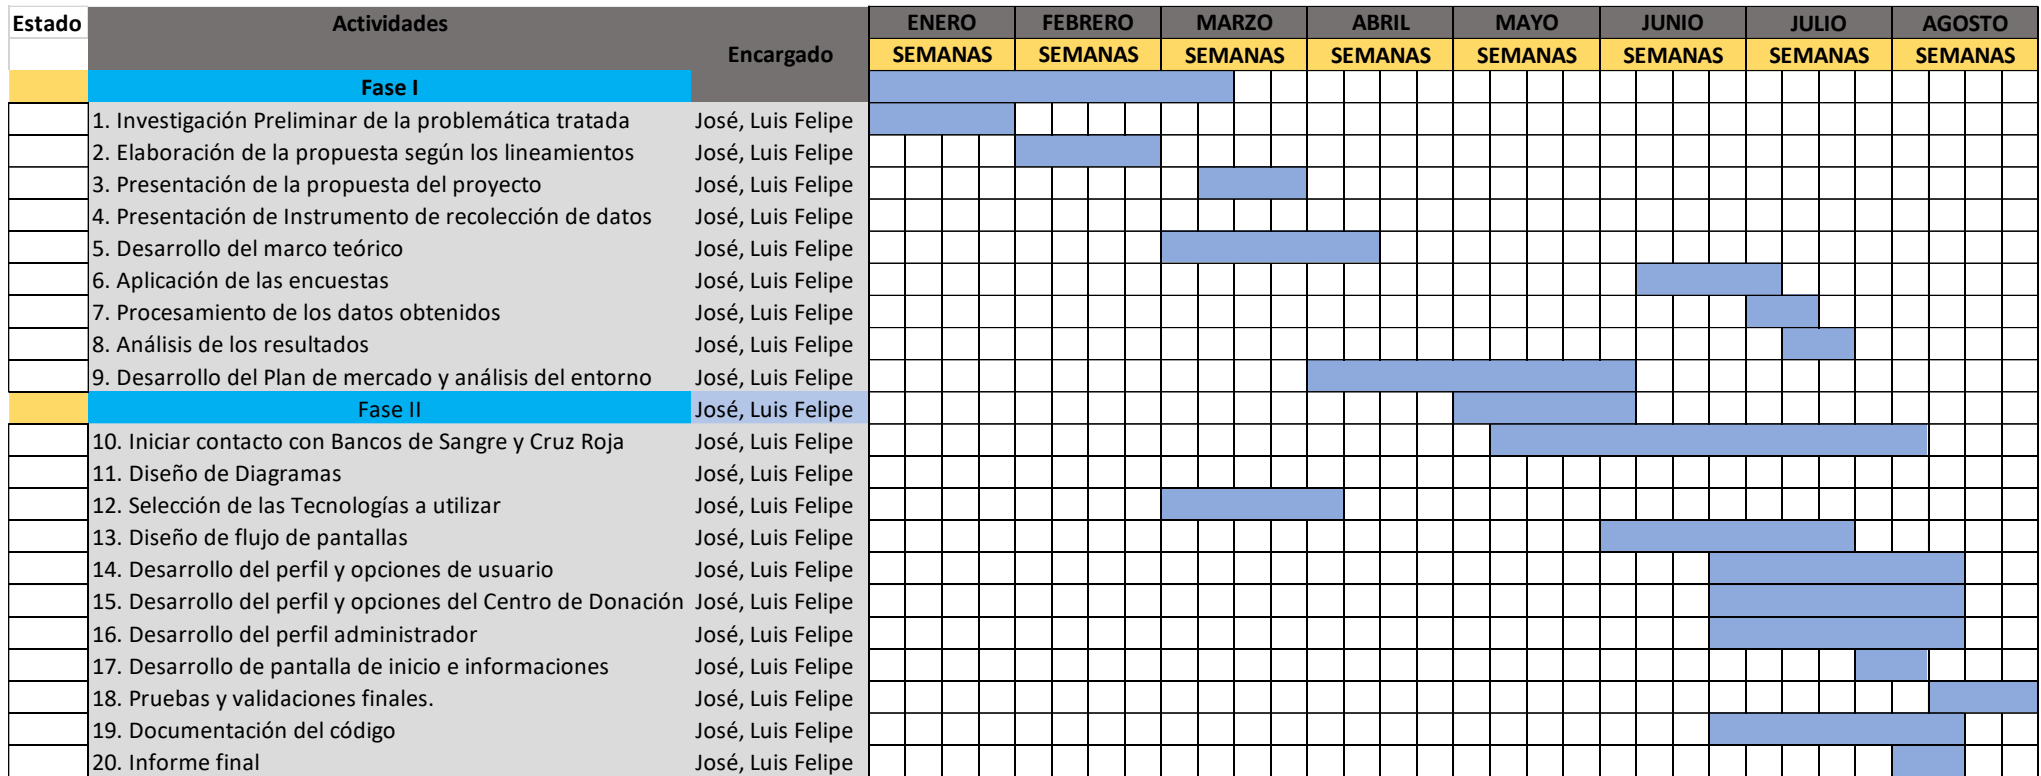 Estado Actividades ENERO FEBRERO MARZO ABRIL MAYO JUNIO JULIO AGOSTO
Encargado SEMANAS SEMANAS SEMANAS SEMANAS SEMANAS SEMANAS SEMANAS SEMANAS
Fase I
1. Investigación Preliminar de la problemática tratada José, Luis Felipe
2. Elaboración de la propuesta según los lineamientos José, Luis Felipe
3. Presentación de la propuesta del proyecto José, Luis Felipe
4. Presentación de Instrumento de recolección de datos José, Luis Felipe
5. Desarrollo del marco teórico José, Luis Felipe
6. Aplicación de las encuestas José, Luis Felipe
7. Procesamiento de los datos obtenidos José, Luis Felipe
8. Análisis de los resultados José, Luis Felipe
9. Desarrollo del Plan de mercado y análisis del entorno José, Luis Felipe
Fase II José, Luis Felipe
10. Iniciar contacto con Bancos de Sangre y Cruz Roja José, Luis Felipe
11. Diseño de Diagramas José, Luis Felipe
12. Selección de las Tecnologías a utilizar José, Luis Felipe
13. Diseño de flujo de pantallas José, Luis Felipe
14. Desarrollo del perfil y opciones de usuario José, Luis Felipe
15. Desarrollo del perfil y opciones del Centro de Donación José, Luis Felipe
16. Desarrollo del perfil administrador José, Luis Felipe
17. Desarrollo de pantalla de inicio e informaciones José, Luis Felipe
18. Pruebas y validaciones finales. José, Luis Felipe
19. Documentación del código José, Luis Felipe
20. Informe final José, Luis Felipe